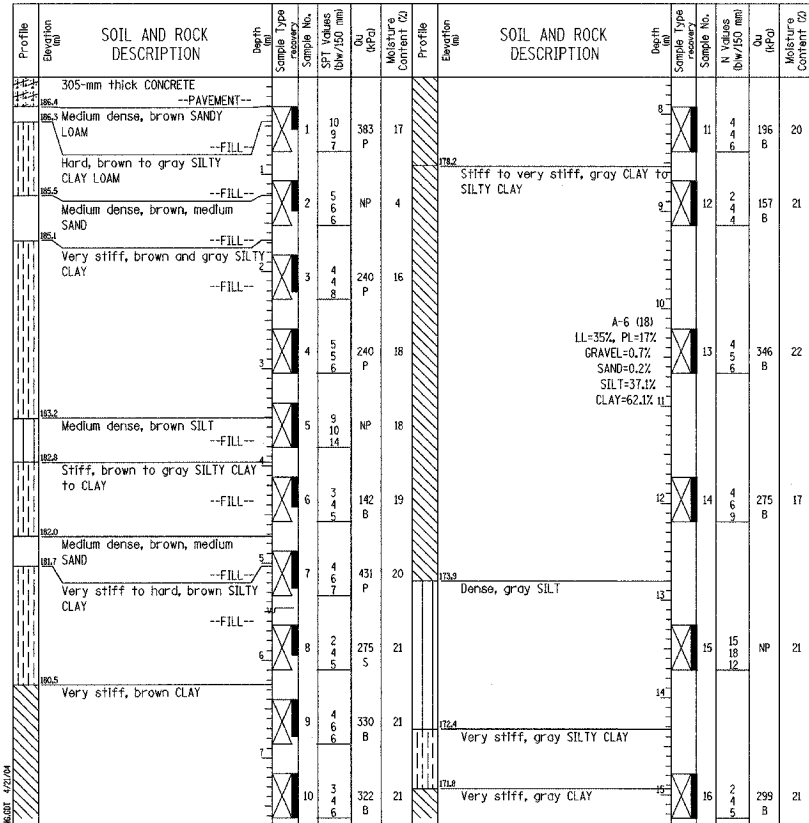 Profile
Elevation (m)
SOIL AND ROCK DESCRIPTION
Depth (m)
Sample Type
recovery
Sample No.
SPT Values (blw/150 mm)
Qu (kPa)
Moisture Content (%)
305-mm thick CONCRETE
--PAVEMENT--
186.4
186.3 Medium dense, brown SANDY
LOAM
--FILL--
Hard, brown to gray SILTY
CLAY LOAM
1
185.5
--FILL--
Medium dense, brown, medium
SAND
185.1
--FILL--
Very stiff, brown and gray SILTY
CLAY
2
--FILL--
3
183.2
Medium dense, brown SILT
--FILL--
182.8
4
Stiff, brown to gray SILTY CLAY
to CLAY
--FILL--
182.0
Medium dense, brown, medium
SAND
181.7
5
--FILL--
Very stiff to hard, brown SILTY
CLAY
--FILL--
6
180.5
Very stiff, brown CLAY
7
1 10 9 7 383 P 17
2 5 6 6 NP 4
3 4 4 8 240 P 16
4 5 5 6 240 P 18
5 9 10 14 NP 18
6 3 4 5 142 B 19
7 4 6 7 431 P 20
8 2 4 5 275 S 21
9 4 6 6 330 B 21
10 3 4 6 322 B 21
4/21/04
Profile
Elevation (m)
SOIL AND ROCK DESCRIPTION
Depth (m)
Sample Type
recovery
Sample No.
N Values (blw/150 mm)
Qu (kPa)
Moisture Content (%)
8
178.2
Stiff to very stiff, gray CLAY to
SILTY CLAY
9
10
A-6 (18)
LL=35%, PL=17%
GRAVEL=0.7%
SAND=0.2%
SILT=37.1%
CLAY=62.1%
11
12
173.9
Dense, gray SILT
13
14
172.4
Very stiff, gray SILTY CLAY
171.8
15
Very stiff, gray CLAY
11 4 4 6 196 B 20
12 2 4 4 157 B 21
13 4 5 6 346 B 22
14 4 6 9 275 B 17
15 15 18 12 NP 21
16 2 4 5 299 B 21